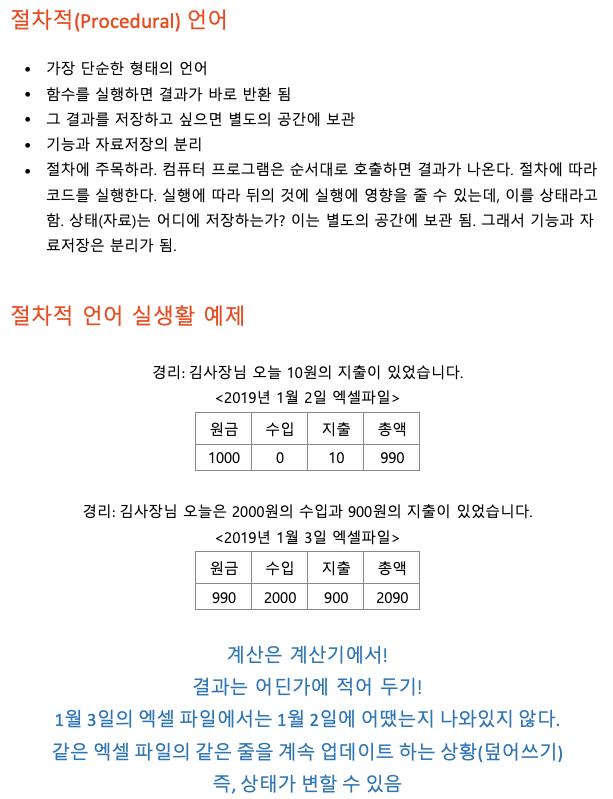 절차적(Procedural) 언어
• 가장 단순한 형태의 언어
• 함수를 실행하면 결과가 바로 반환 됨
• 그 결과를 저장하고 싶으면 별도의 공간에 보관
• 기능과 자료저장의 분리
• 절차에 주목하라. 컴퓨터 프로그램은 순서대로 호출하면 결과가 나온다. 절차에 따라
코드를 실행한다. 실행에 따라 뒤의 것에 실행에 영향을 줄 수 있는데, 이를 상태라고
함. 상태(자료)는 어디에 저장하는가? 이는 별도의 공간에 보관 됨. 그래서 기능과 자
료저장은 분리가 됨.
절차적 언어 실생활 예제
경리: 김사장님 오늘 10원의 지출이 있었습니다.
<2019년 1월 2일 엑셀파일>
원금 수입 지출 총액
1000 0 10 990
경리: 김사장님 오늘은 2000원의 수입과 900원의 지출이 있었습니다.
<2019년 1월 3일 엑셀파일>
원금 수입 지출 총액
990 2000 900 2090
계산은 계산기에서!
결과는 어딘가에 적어 두기!
1월 3일의 엑셀 파일에서는 1월 2일에 어땠는지 나와있지 않다.
같은 엑셀 파일의 같은 줄을 계속 업데이트 하는 상황(덮어쓰기)
즉, 상태가 변할 수 있음